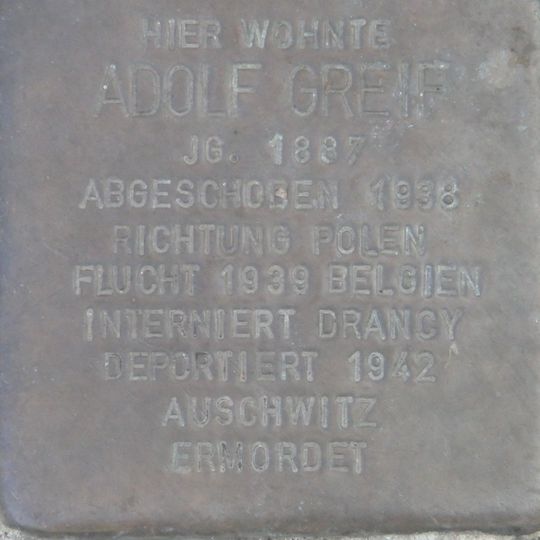 HIER WOHNTE
ADOLF GREIF
JG. 1887
ABGESCHOBEN 1938
RICHTUNG POLEN
FLUCHT 1939 BELGIEN
INTERNIERT DRANCY
DEPORTIERT 1942
AUSCHWITZ
ERMORDET